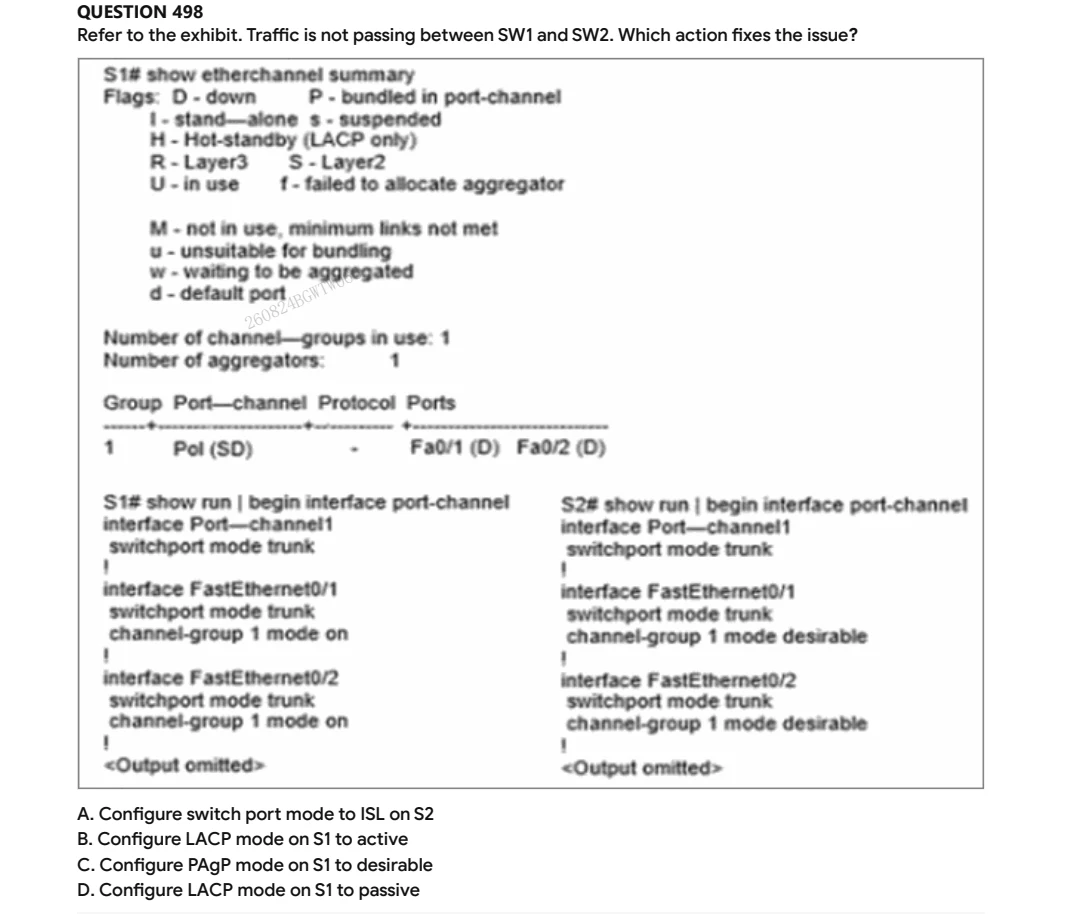 QUESTION 498
Refer to the exhibit. Traffic is not passing between SW1 and SW2. Which action fixes the issue?
S1# show etherchannel summary
Flags: D - down P - bundled in port-channel
I - stand—alone s - suspended
H - Hot-standby (LACP only)
R - Layer3 S - Layer2
U - in use f - failed to allocate aggregator
M - not in use, minimum links not met
u - unsuitable for bundling
w - waiting to be aggregated
d - default port
Number of channel—groups in use: 1
Number of aggregators: 1
Group Port—channel Protocol Ports
------+----------------------+------------+-----------------------------
1 Pol (SD) - Fa0/1 (D) Fa0/2 (D)
S1# show run | begin interface port-channel
interface Port—channel1
switchport mode trunk
!
interface FastEthernet0/1
switchport mode trunk
channel-group 1 mode on
!
interface FastEthernet0/2
switchport mode trunk
channel-group 1 mode on
!
<Output omitted>
S2# show run | begin interface port-channel
interface Port—channel1
switchport mode trunk
!
interface FastEthernet0/1
switchport mode trunk
channel-group 1 mode desirable
!
interface FastEthernet0/2
switchport mode trunk
channel-group 1 mode desirable
!
<Output omitted>
A. Configure switch port mode to ISL on S2
B. Configure LACP mode on S1 to active
C. Configure PAgP mode on S1 to desirable
D. Configure LACP mode on S1 to passive